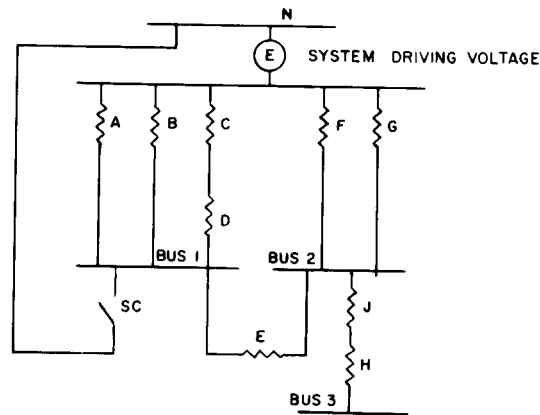 N
E SYSTEM DRIVING VOLTAGE
A B C F G
D
BUS 1 BUS 2
SC J
E
H
BUS 3